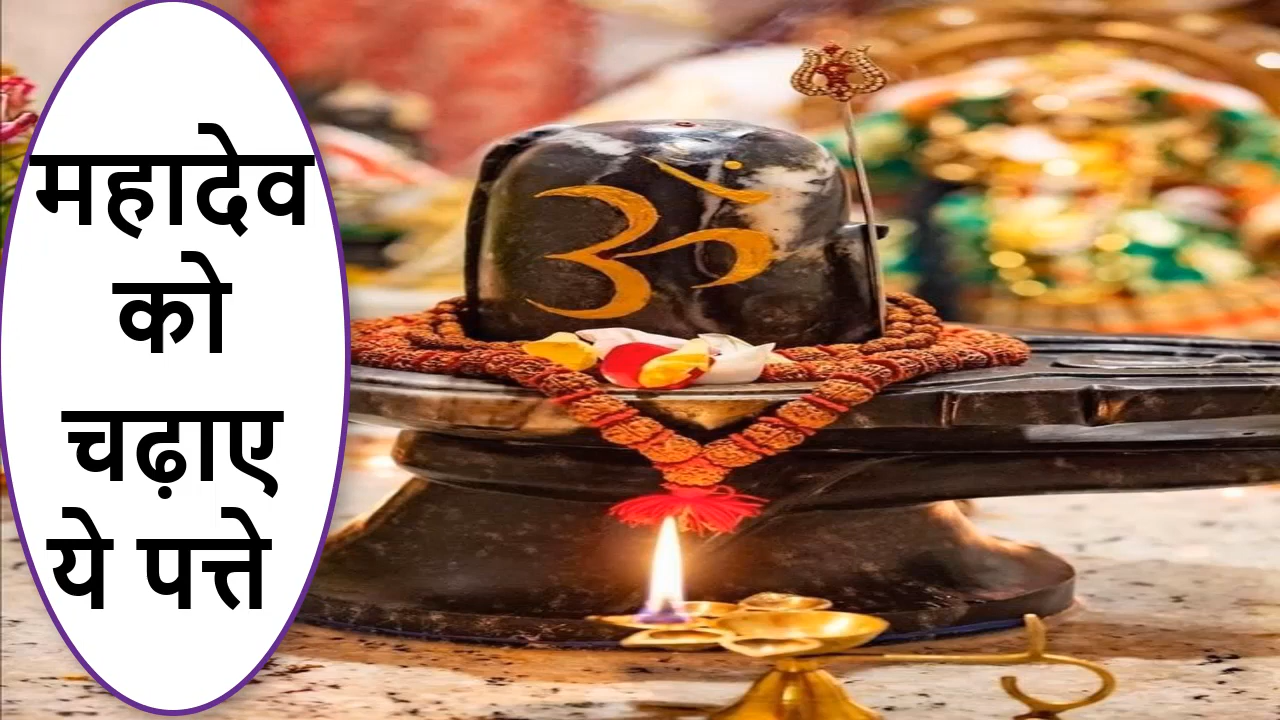 महादेव
को
चढ़ाए
ये पत्ते
ॐ